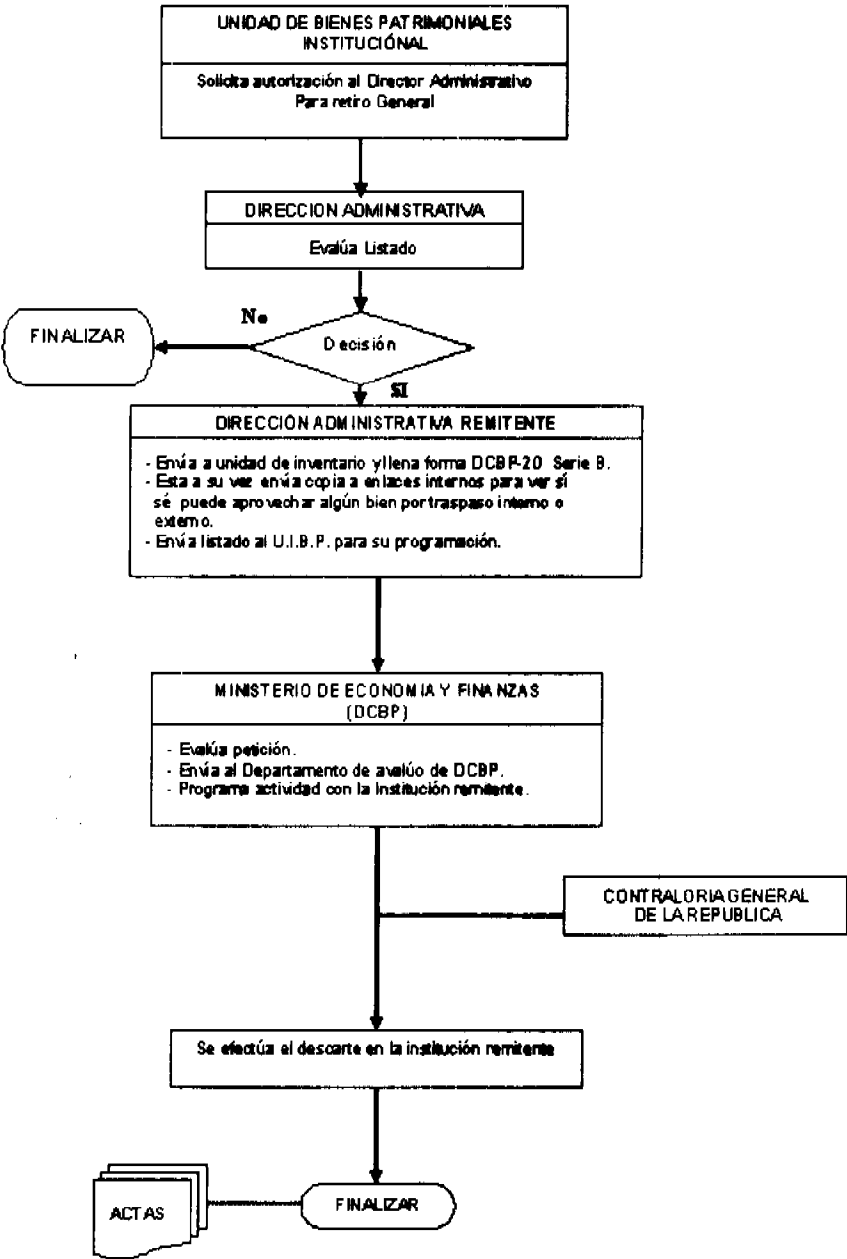 UNIDAD DE BIENES PATRIMONIALES
INSTITUCIÓNAL
Solicita autorización al Director Administrativo
Para retiro General
DIRECCION ADMINISTRATIVA
Evalúa Listado
No
FINALIZAR
Decisión
SI
DIRECCION ADMINISTRATIVA REMITENTE
- Envía a unidad de inventario y llena forma DCBP-20 Serie B.
- Esta a su vez envía copia a enlaces internos para ver sí
sé puede aprovechar algún bien por traspaso interno o
externo.
- Envía listado al U.I.B.P. para su programación.
MINISTERIO DE ECONOMIA Y FINANZAS
(DCBP)
- Evalúa petición.
- Envía al Departamento de avalúo de DCBP.
- Programa actividad con la Institución remitente.
CONTRALORIA GENERAL
DE LA REPUBLICA
Se efectúa el descarte en la institución remitente
ACTAS
FINALIZAR